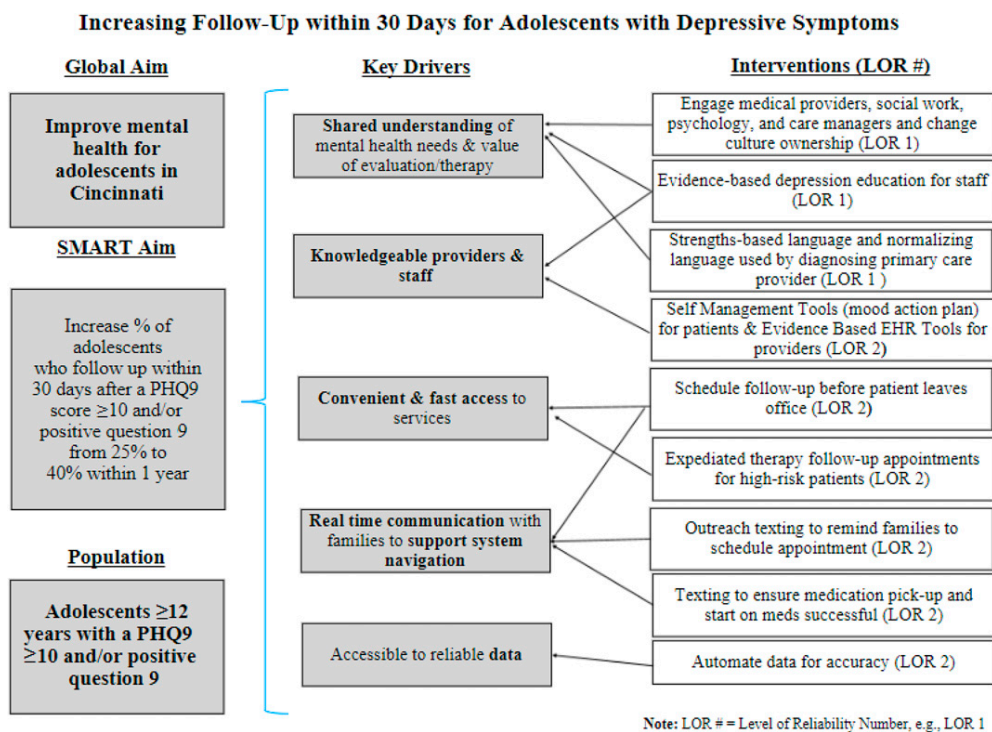 Increasing Follow-Up within 30 Days for Adolescents with Depressive Symptoms
Global Aim
Improve mental
health for
adolescents in
Cincinnati
SMART Aim
Increase % of
adolescents
who follow up within
30 days after a PHQ9
score ≥10 and/or
positive question 9
from 25% to
40% within 1 year
Population
Adolescents ≥12
years with a PHQ9
≥10 and/or positive
question 9
Key Drivers
Shared understanding of
mental health needs & value
of evaluation/therapy
Knowledgeable providers &
staff
Convenient & fast access to
services
Real time communication with
families to support system
navigation
Accessible to reliable data
Interventions (LOR #)
Engage medical providers, social work,
psychology, and care managers and change
culture ownership (LOR 1)
Evidence-based depression education for staff
(LOR 1)
Strengths-based language and normalizing
language used by diagnosing primary care
provider (LOR 1 )
Self Management Tools (mood action plan)
for patients & Evidence Based EHR Tools for
providers (LOR 2)
Schedule follow-up before patient leaves
office (LOR 2)
Expediated therapy follow-up appointments
for high-risk patients (LOR 2)
Outreach texting to remind families to
schedule appointment (LOR 2)
Texting to ensure medication pick-up and
start on meds successful (LOR 2)
Automate data for accuracy (LOR 2)
Note: LOR # = Level of Reliability Number, e.g., LOR 1